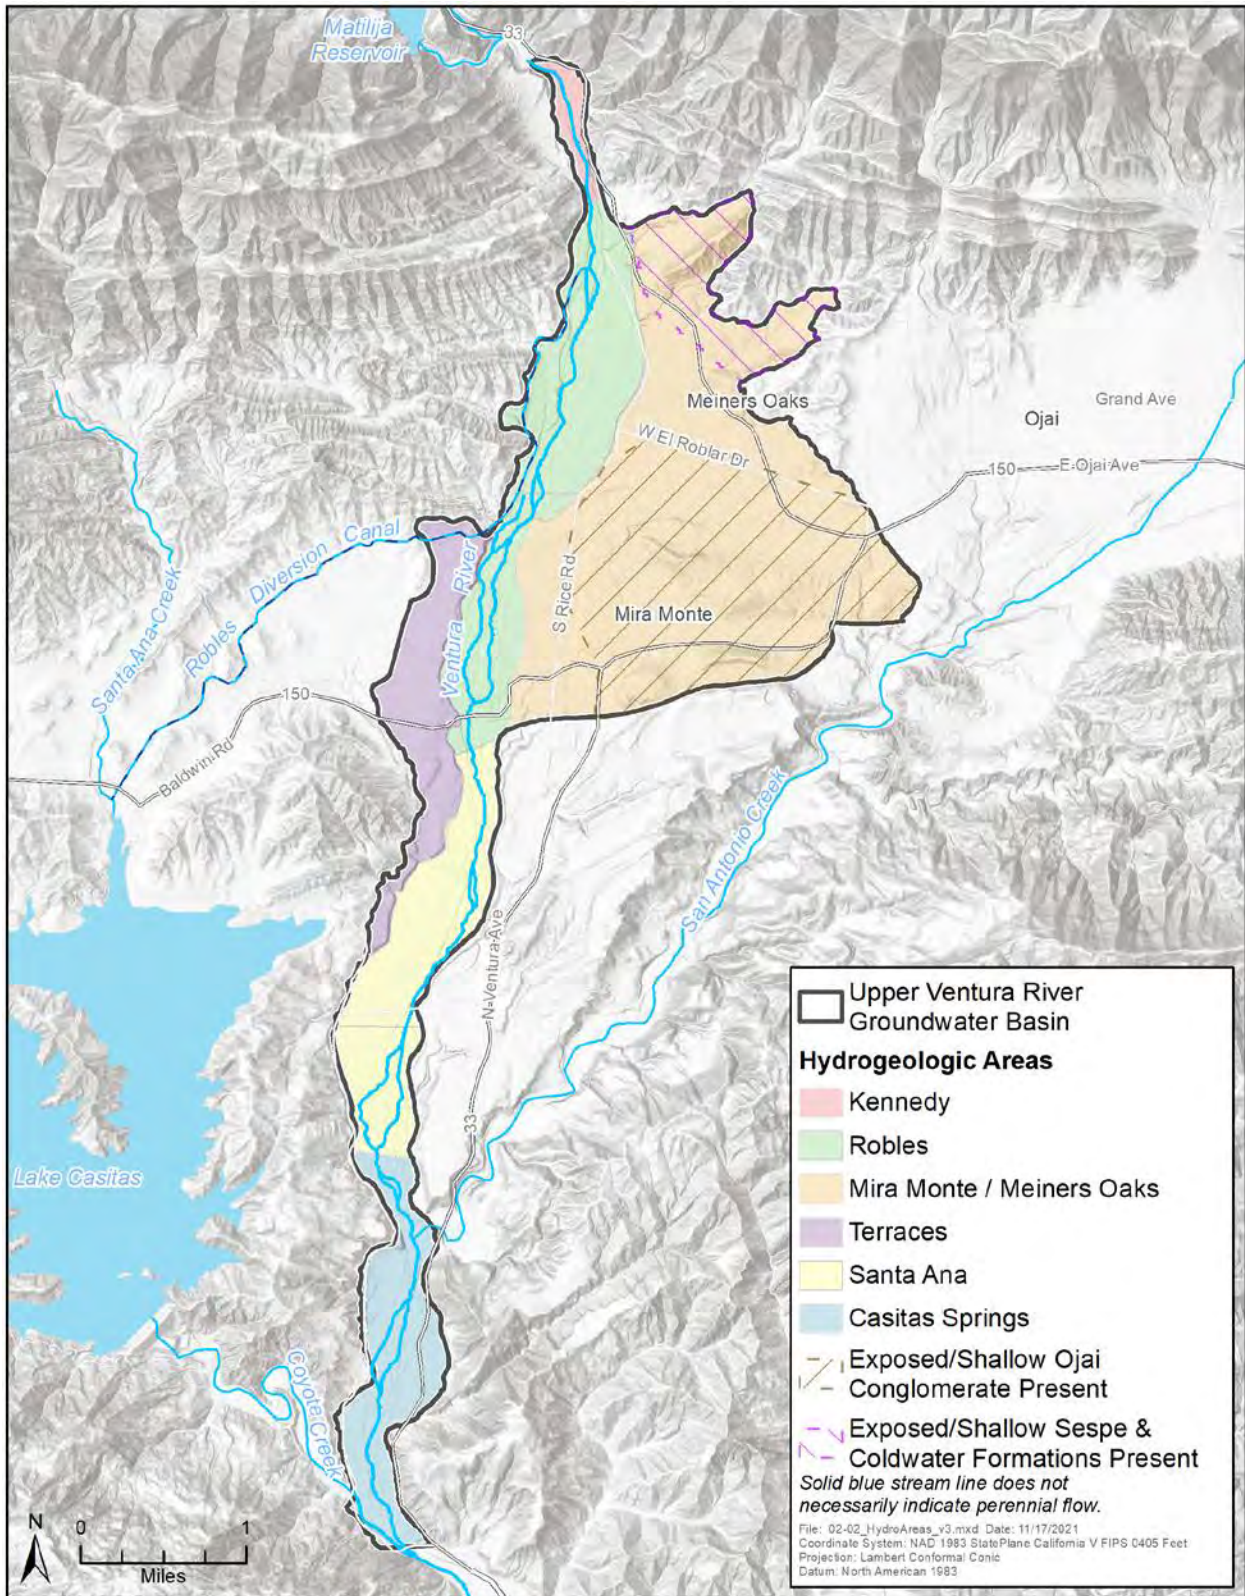 Matilija
Reservoir
33
Meiners Oaks
Ojai
Grand Ave
W El Roblar Dr
150
E Ojai Ave
Santa Ana Creek
Robles Diversion Canal
Ventura River
S Rice Rd
Mira Monte
150
Baldwin Rd
San Antonio Creek
N Ventura Ave
33
Lake Casitas
Coyote Creek
Upper Ventura River
Groundwater Basin
Hydrogeologic Areas
Kennedy
Robles
Mira Monte / Meiners Oaks
Terraces
Santa Ana
Casitas Springs
Exposed/Shallow Ojai
Conglomerate Present
Exposed/Shallow Sespe &
Coldwater Formations Present
Solid blue stream line does not
necessarily indicate perennial flow.
File: 02-02_HydroAreas_v3.mxd Date: 11/17/2021
Coordinate System: NAD 1983 StatePlane California V FIPS 0405 Feet
Projection: Lambert Conformal Conic
Datum: North American 1983
N
0 1
Miles